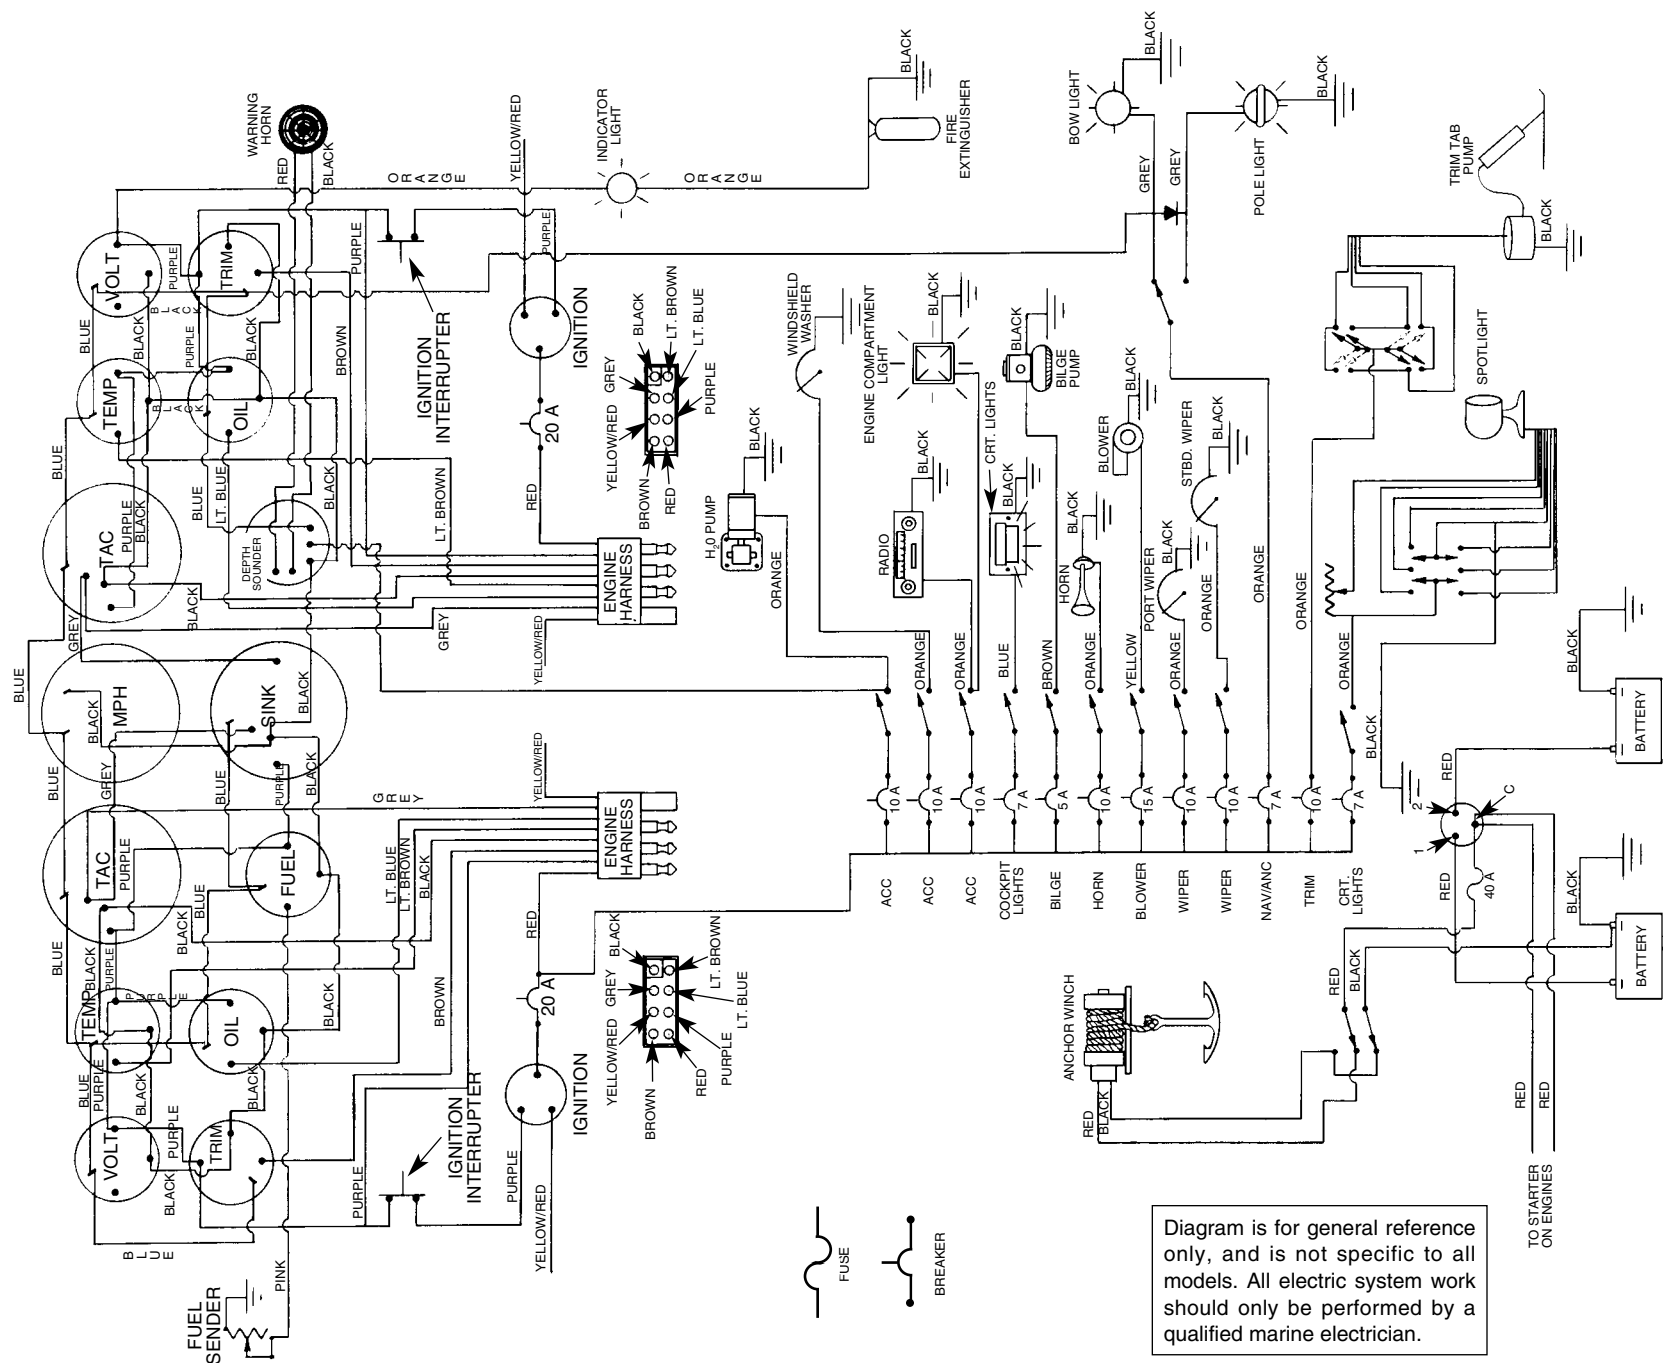 WARNING
HORN
RED
BLACK
ORANGE
YELLOW/RED
INDICATOR
LIGHT
ORANGE
BLACK
FIRE
EXTINGUISHER
BOW LIGHT
BLACK
GREY
GREY
POLE LIGHT
BLACK
TRIM TAB
PUMP
BLACK
VOLT
PURPLE
TRIM
BLUE
BLACK
BLACK
PURPLE
BLACK
PURPLE
PURPLE
BROWN
IGNITION
INTERRUPTER
IGNITION
20 A
TEMP
BLACK
OIL
BLUE
BLUE
LT. BLUE
BLACK
LT. BROWN
RED
BLACK
LT. BROWN
LT. BLUE
GREY
PURPLE
YELLOW/RED
BROWN
RED
WINDSHIELD
WASHER
ENGINE COMPARTMENT
LIGHT
BLACK
BLACK
BILGE
PUMP
SPOTLIGHT
TAC
PURPLE
BLACK
DEPTH
SOUNDER
BLACK
GREY
GREY
ENGINE
HARNESS
YELLOW/RED
H2O PUMP
BLACK
ORANGE
RADIO
BLACK
CRT. LIGHTS
BLACK
HORN
BLACK
BLOWER
BLACK
STBD. WIPER
BLACK
PORT WIPER
BLACK
BLUE
MPH
BLACK
SINK
BLACK
BLUE
GREY
BLUE
PURPLE
BLACK
YELLOW/RED
GREY
ORANGE
ORANGE
BLUE
BROWN
ORANGE
YELLOW
ORANGE
ORANGE
ORANGE
ORANGE
ORANGE
BLACK
BLACK
BATTERY
10 A
10 A
10 A
7 A
5 A
10 A
15 A
10 A
10 A
7 A
10 A
7 A
ACC
ACC
ACC
COCKPIT
LIGHTS
BILGE
HORN
BLOWER
WIPER
WIPER
NAV/ANC
TRIM
CRT.
LIGHTS
RED
2
C
1
RED
40 A
BLACK
BATTERY
TAC
PURPLE
FUEL
BLUE
BLACK
BLUE
LT. BLUE
LT. BROWN
BLACK
ENGINE
HARNESS
RED
BLACK
PURPLE
PURPLE
TEMP
OIL
BLACK
BROWN
20 A
BLACK
LT. BROWN
GREY
LT. BLUE
YELLOW/RED
PURPLE
RED
BROWN
ANCHOR WINCH
RED
BLACK
RED
BLACK
RED
RED
TO STARTER
ON ENGINES
BLUE
PURPLE
BLACK
BLACK
PURPLE
VOLT
TRIM
BLACK
PURPLE
IGNITION
INTERRUPTER
PURPLE
YELLOW/RED
IGNITION
BLUE
PINK
FUEL
SENDER
FUSE
BREAKER
Diagram is for general reference
only, and is not specific to all
models. All electric system work
should only be performed by a
qualified marine electrician.